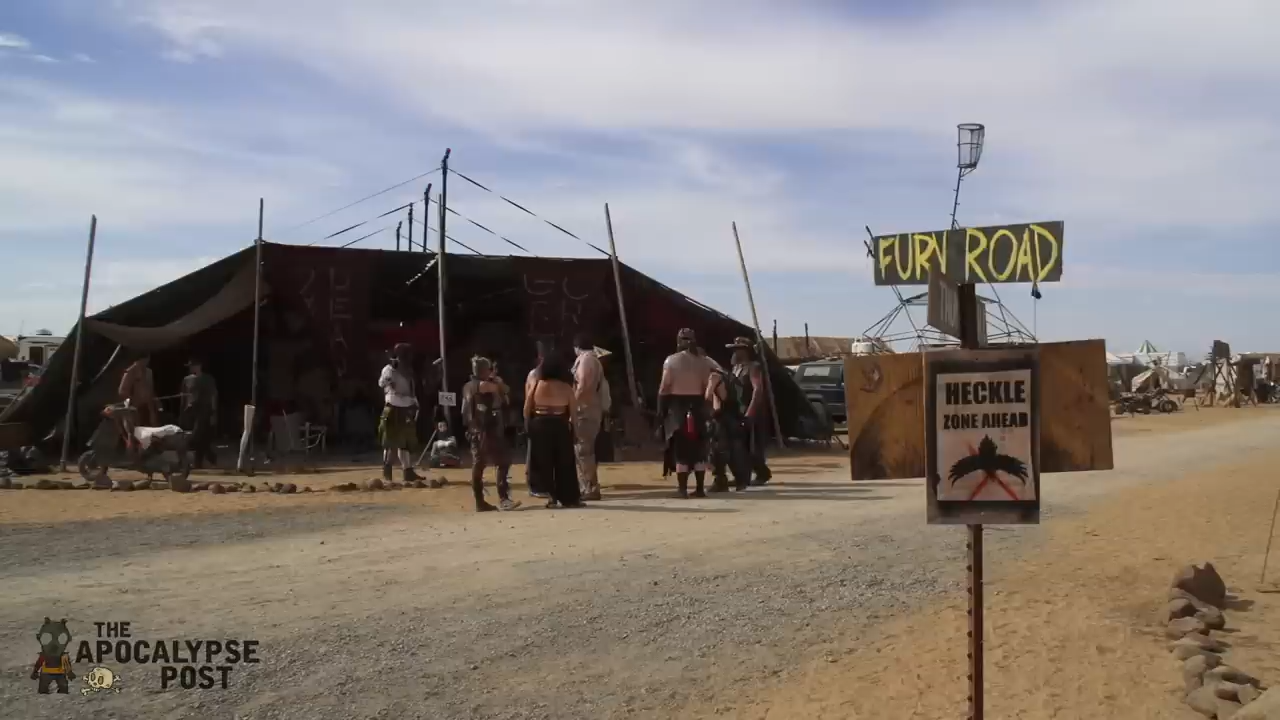 FURY ROAD
HECKLE
ZONE AHEAD
THE
APOCALYPSE
POST